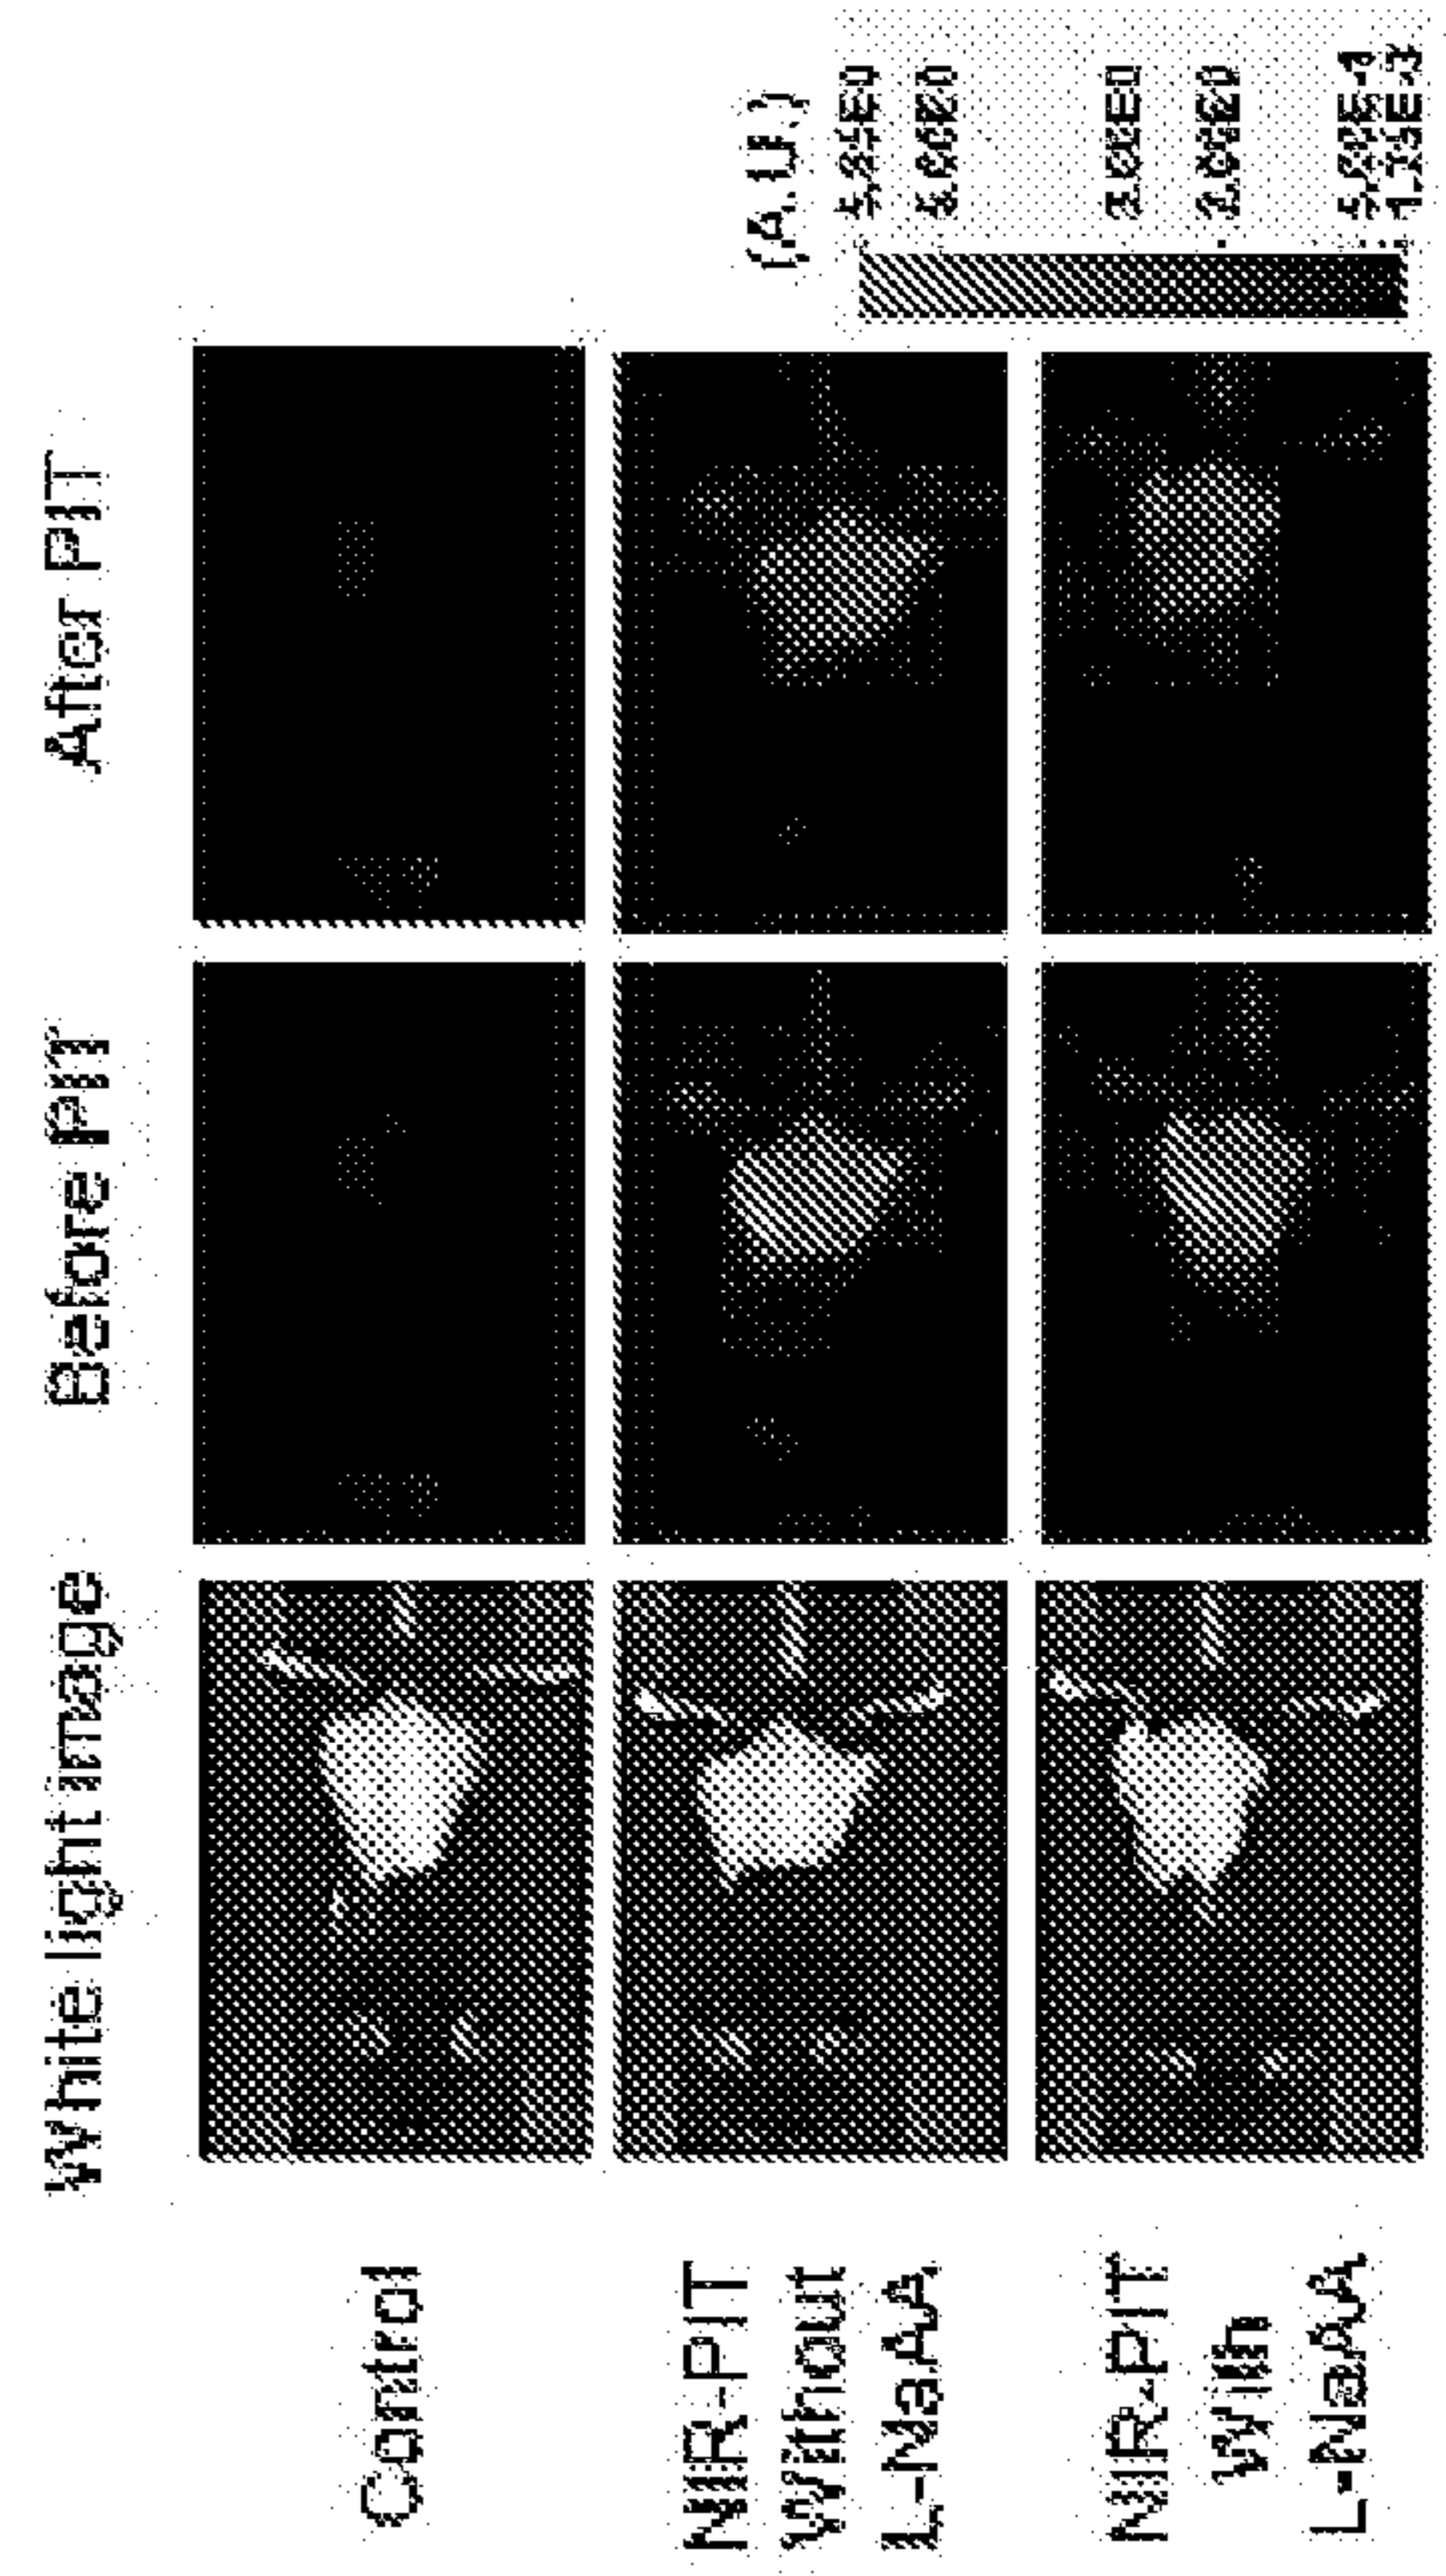 White light image
Before PIT
After PIT
Control
NIR-PIT
Without
L-NaAA
NIR-PIT
With
L-NaAA
(A.U.)